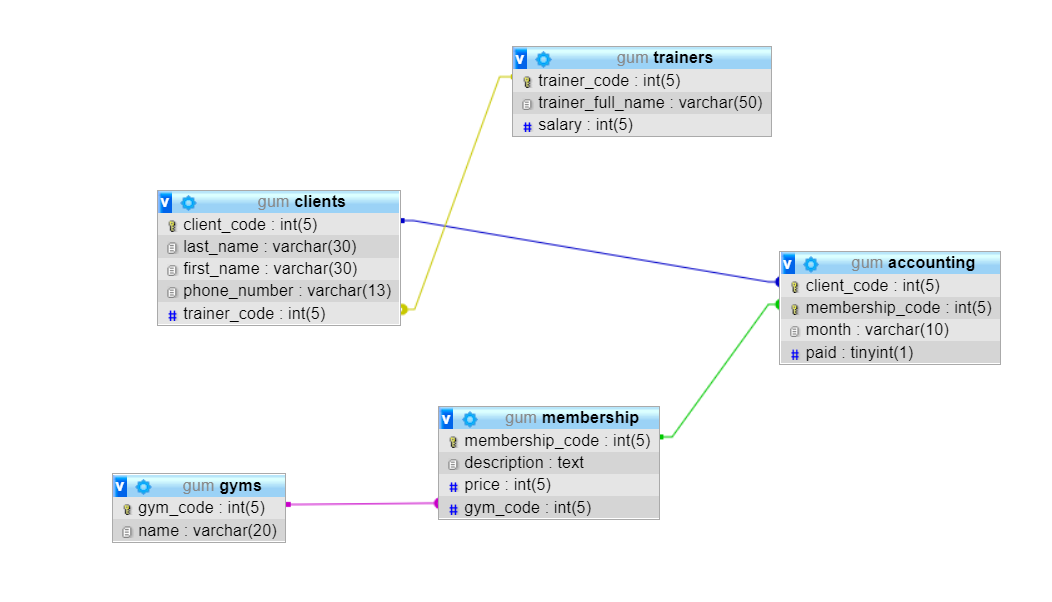 v gum trainers
trainer_code : int(5)
trainer_full_name : varchar(50)
# salary : int(5)
v gum clients
client_code : int(5)
last_name : varchar(30)
first_name : varchar(30)
phone_number : varchar(13)
# trainer_code : int(5)
v gum accounting
client_code : int(5)
membership_code : int(5)
month : varchar(10)
# paid : tinyint(1)
v gum membership
membership_code : int(5)
description : text
# price : int(5)
# gym_code : int(5)
v gum gyms
gym_code : int(5)
name : varchar(20)